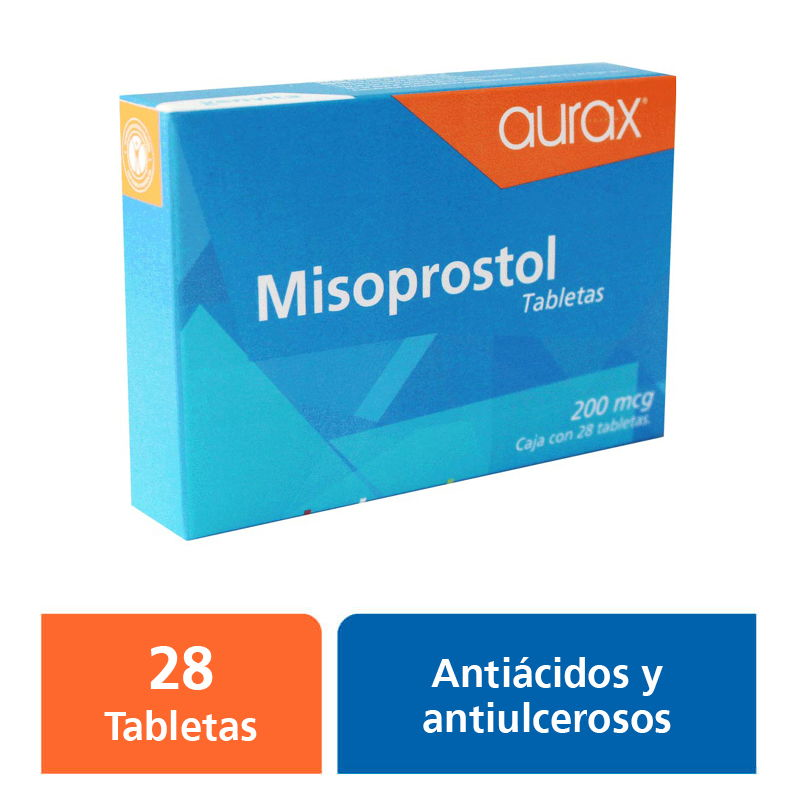 aurax®
Misoprostol
Tabletas
200 mcg
Caja con 28 tabletas.
28
Tabletas
Antiácidos y
antiulcerosos